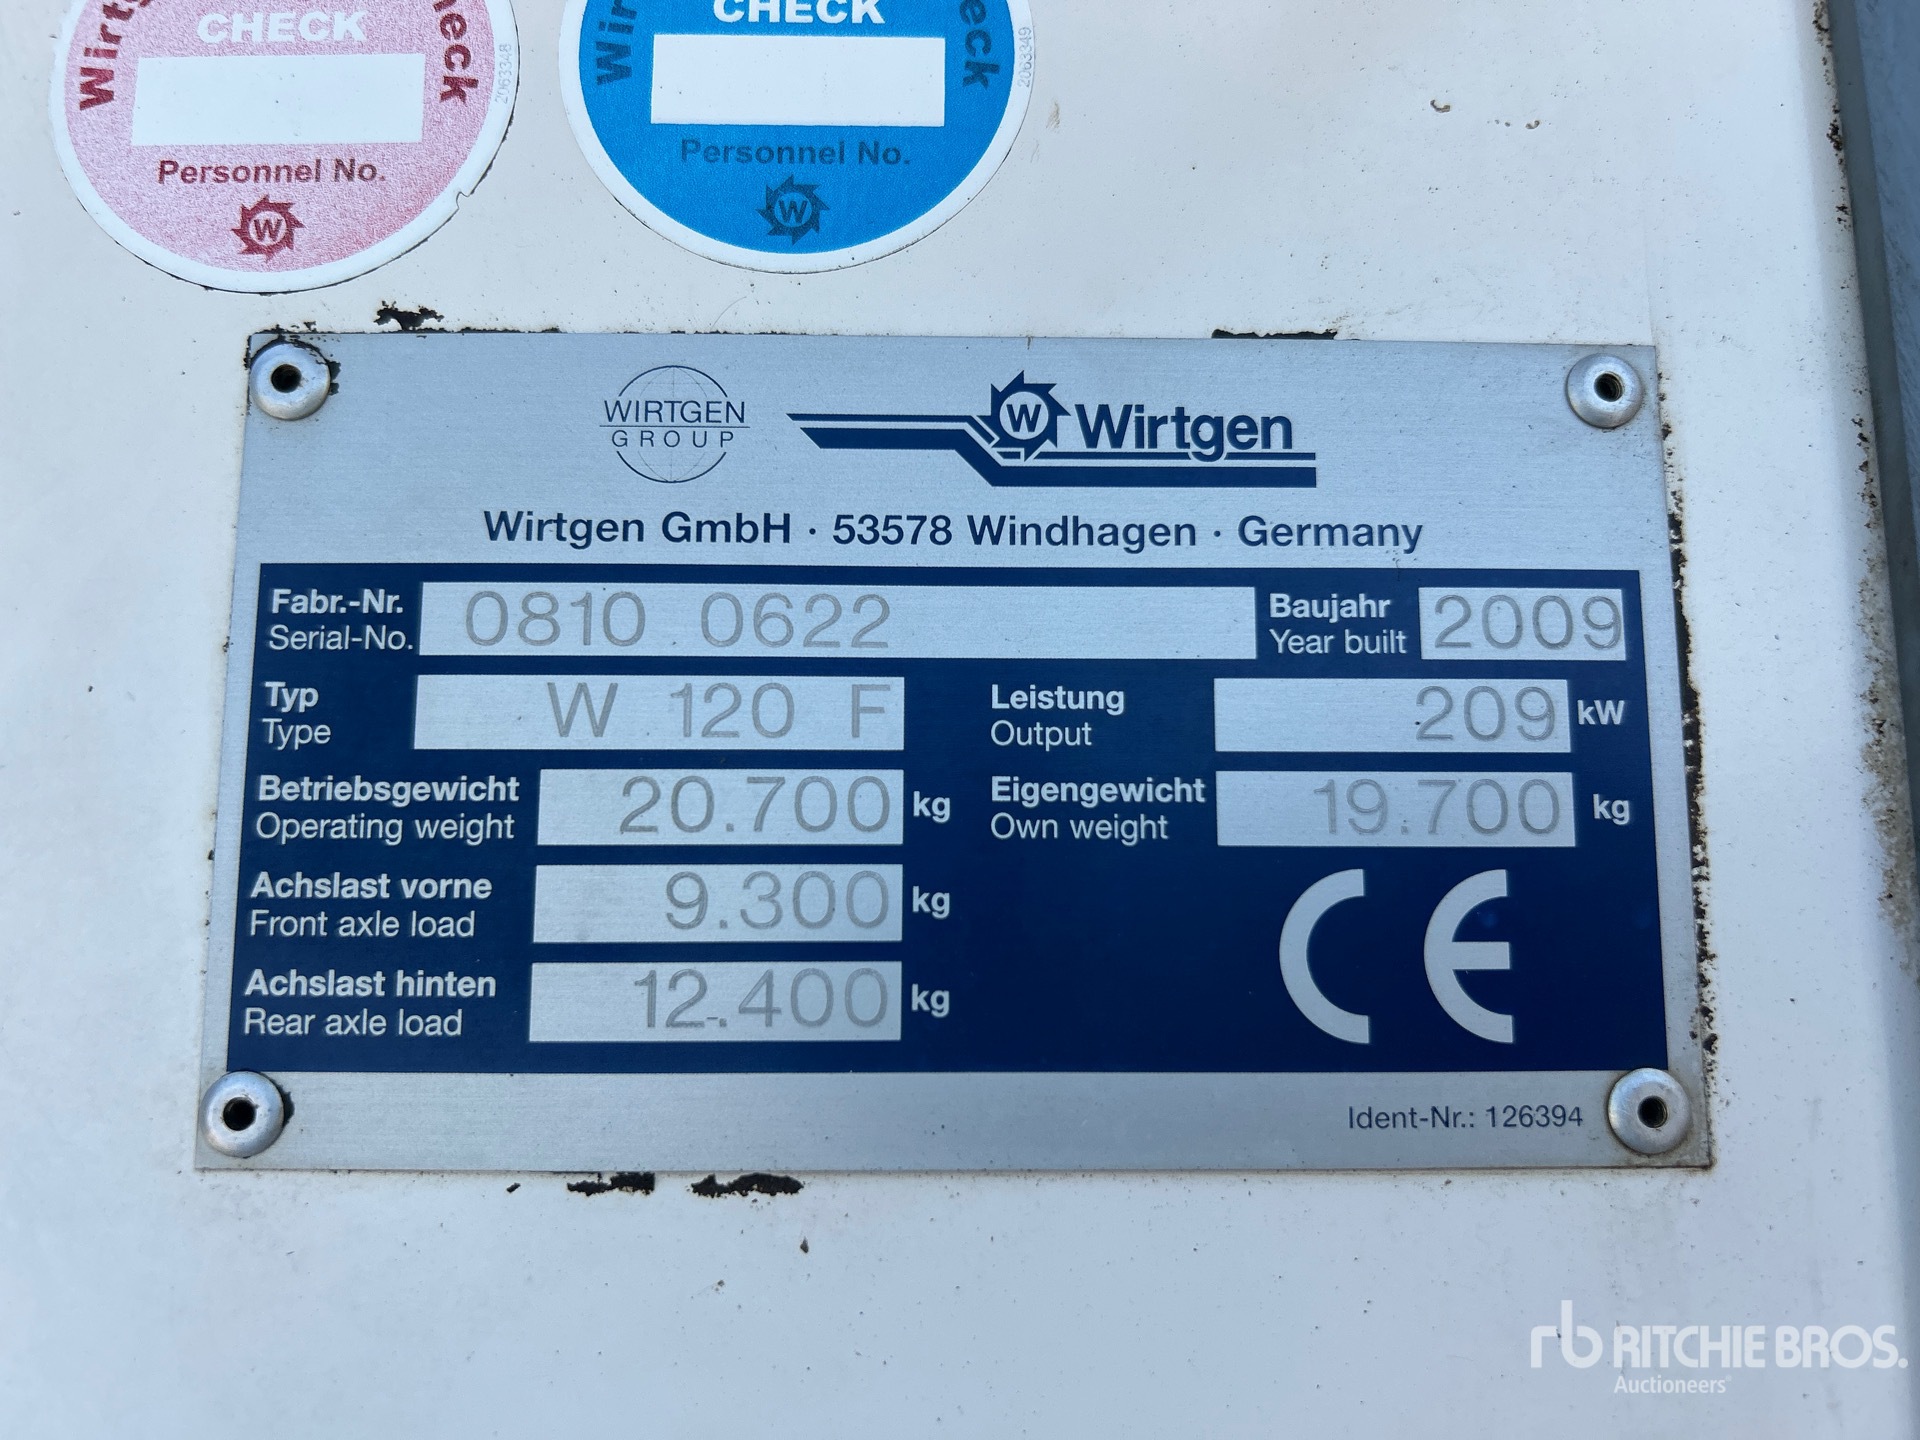 CHECK
Personnel No.
W
2063348
CHECK
Personnel No.
W
2063349
WIRTGEN
GROUP
W Wirtgen
Wirtgen GmbH · 53578 Windhagen · Germany
Fabr.-Nr. 0810 0622 Baujahr 2009
Serial-No. Year built
Typ W 120 F Leistung 209 kW
Type Output
Betriebsgewicht 20.700 kg Eigengewicht 19.700 kg
Operating weight Own weight
Achslast vorne 9.300 kg
Front axle load
Achslast hinten 12.400 kg
Rear axle load
CE
Ident-Nr.: 126394
rb RITCHIE BROS.
Auctioneers